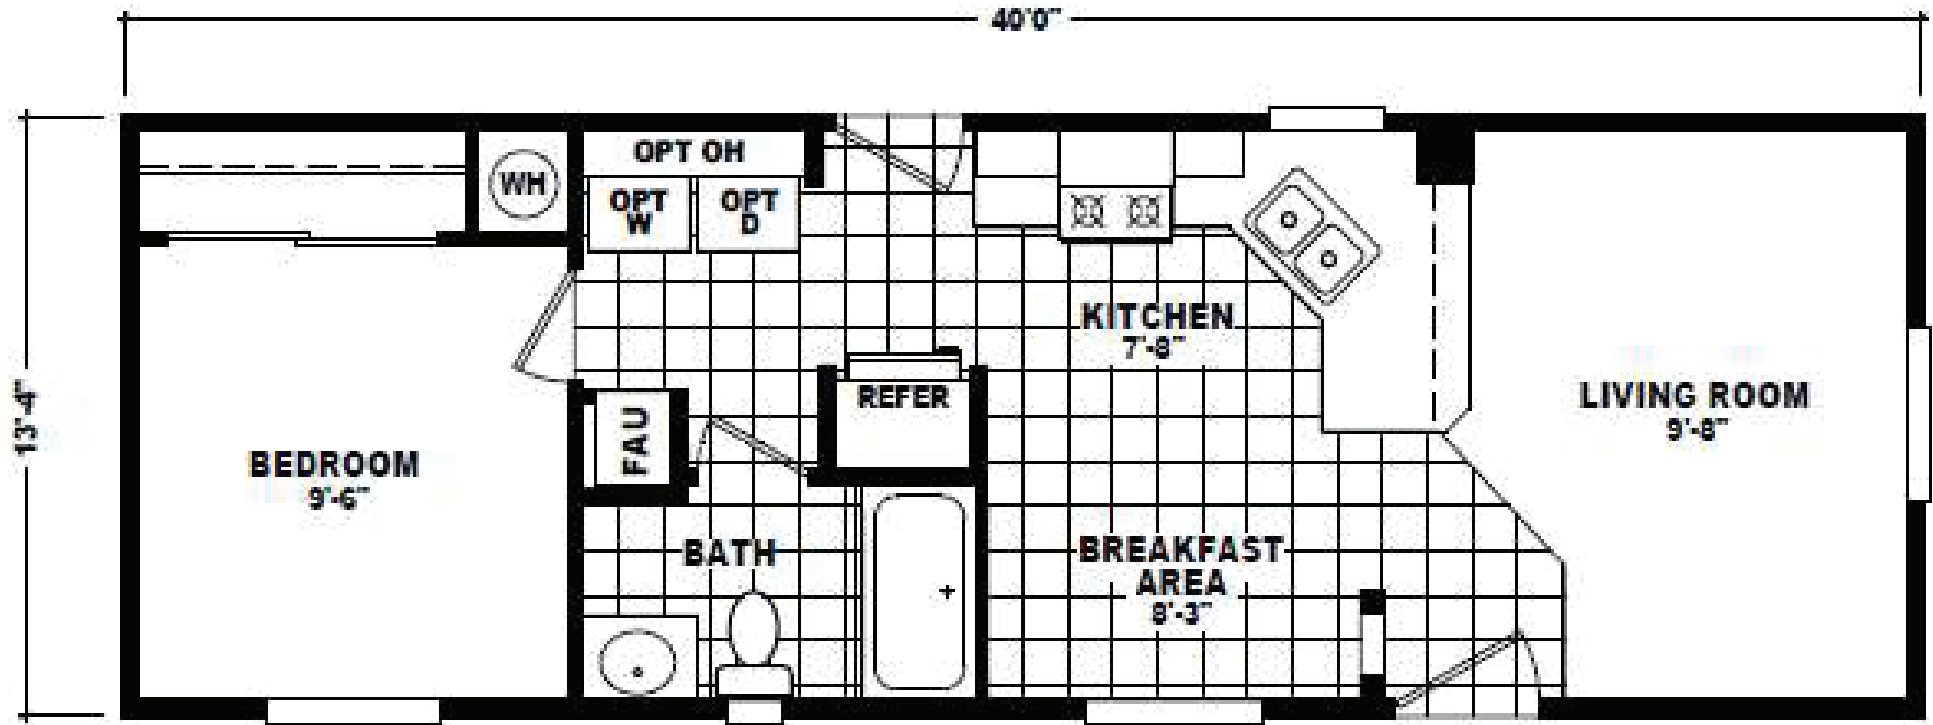 40'0"
13'-4"
OPT OH
WH
OPT
W
OPT
D
KITCHEN
7'-8"
REFER
LIVING ROOM
9'-8"
FAU
BEDROOM
9'-6"
BATH
BREAKFAST
AREA
8'-3"